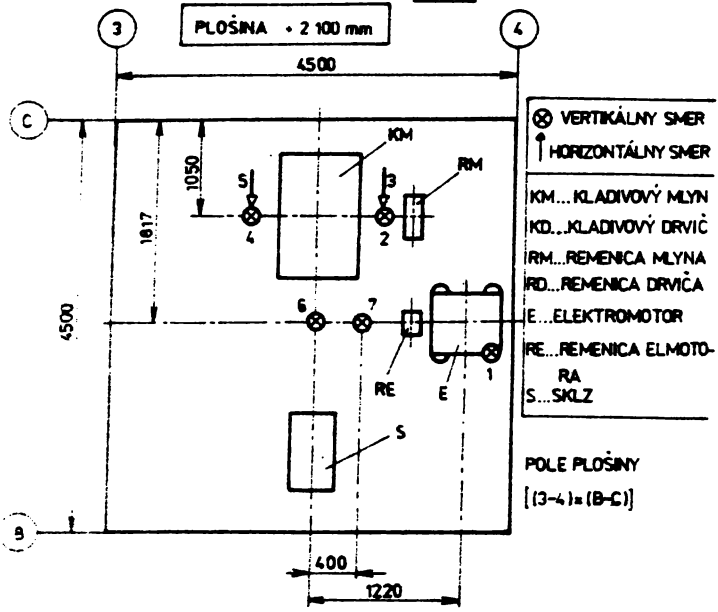 PLOŠINA + 2 100 mm
3
4
4500
C
⊗ VERTIKÁLNY SMER
↑ HORIZONTÁLNY SMER
KM...KLADIVOVÝ MLYN
KD...KLADIVOVÝ DRVIČ
RM...REMENICA MLYNA
RD...REMENICA DRVIČA
E...ELEKTROMOTOR
RE...REMENICA ELMOTO-
RA
S...SKLZ
KM
RM
1050
5
3
4
2
1817
4500
6
7
1
RE
E
S
POLE PLOŠINY
[(3-4)×(B-C)]
B
400
1220